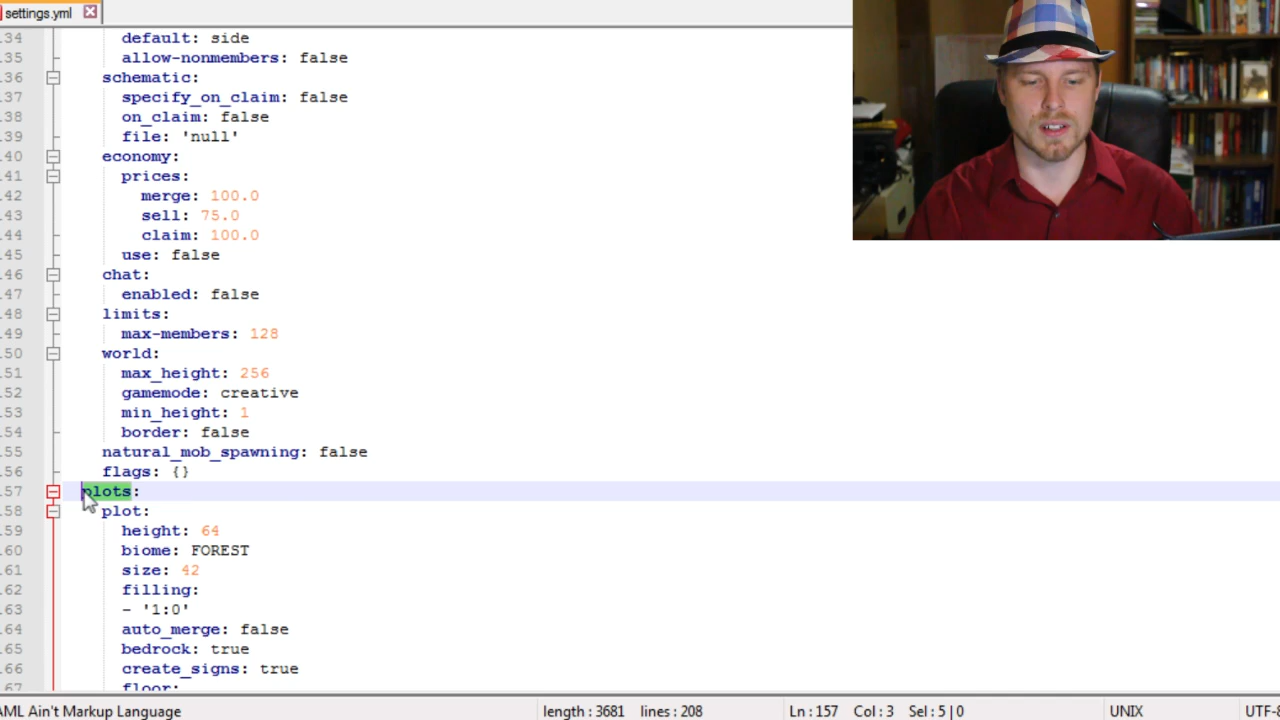 settings.yml
34 default: side
35 allow-nonmembers: false
36 schematic:
37 specify_on_claim: false
38 on_claim: false
39 file: 'null'
40 economy:
41 prices:
42 merge: 100.0
43 sell: 75.0
44 claim: 100.0
45 use: false
46 chat:
47 enabled: false
48 limits:
49 max-members: 128
50 world:
51 max_height: 256
52 gamemode: creative
53 min_height: 1
54 border: false
55 natural_mob_spawning: false
56 flags: {}
57 plots:
58 plot:
59 height: 64
60 biome: FOREST
61 size: 42
62 filling:
63 - '1:0'
64 auto_merge: false
65 bedrock: true
66 create_signs: true
67 floor:
AML Ain't Markup Language length : 3681 lines : 208 Ln : 157 Col : 3 Sel : 5 | 0 UNIX UTF-8